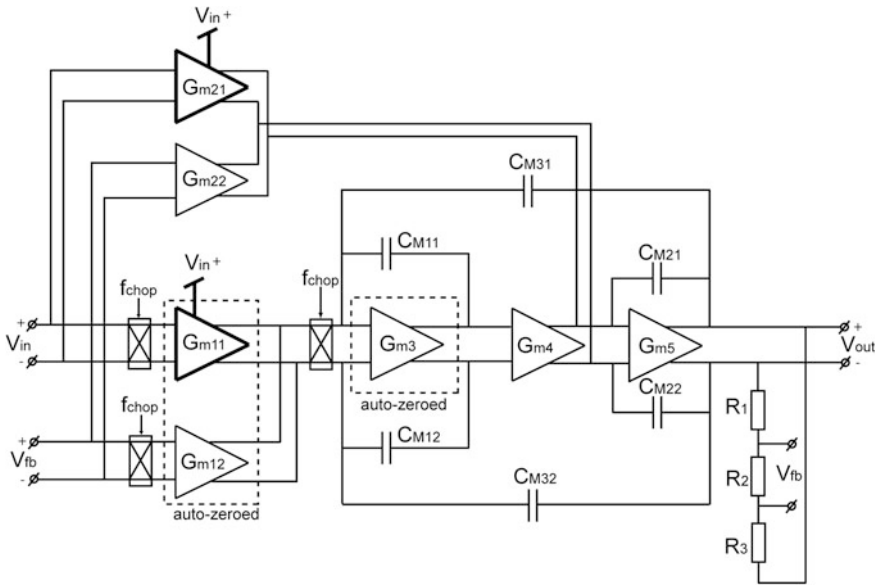 Vin+
Gm21
Gm22
CM31
Vin+
CM11
CM21
fchop
fchop
+
Vin
-
Gm11
Gm3
Gm4
Gm5
+
Vout
-
auto-zeroed
fchop
CM22
R1
+
Vfb
-
Gm12
CM12
Vfb
R2
CM32
auto-zeroed
R3